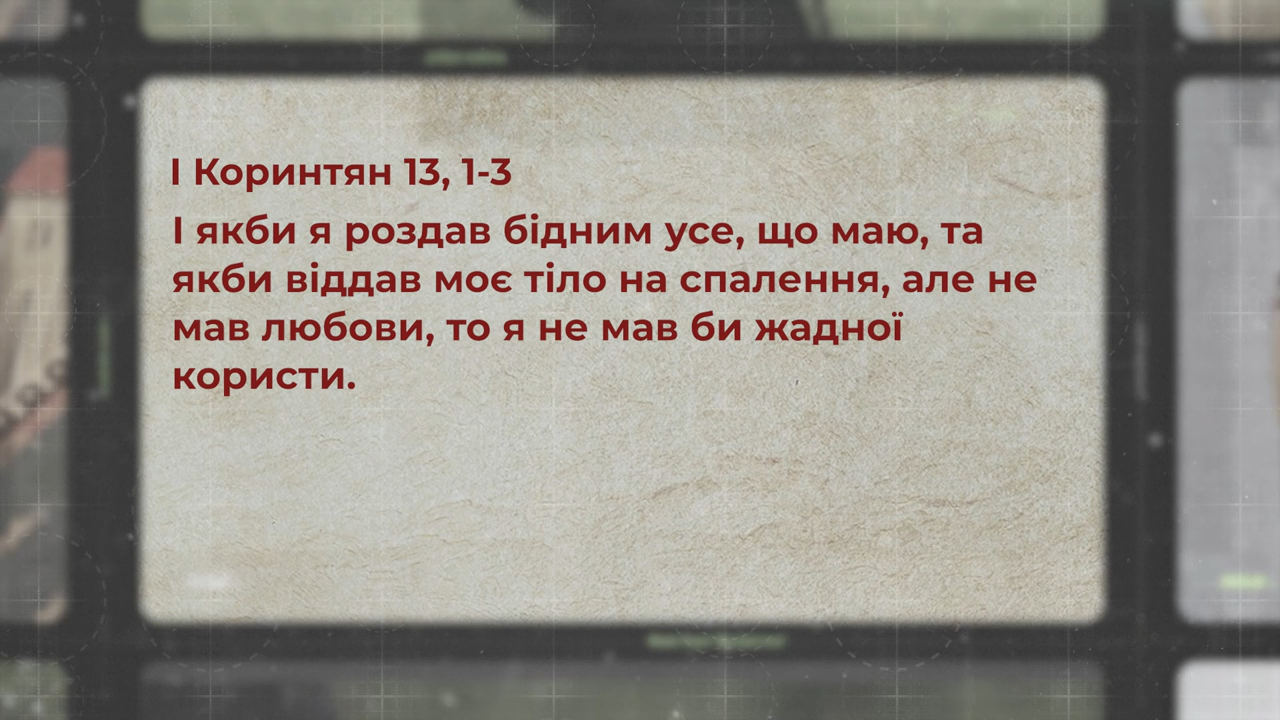 І Коринтян 13, 1-3
І якби я роздав бідним усе, що маю, та
якби віддав моє тіло на спалення, але не
мав любови, то я не мав би жадної
користи.